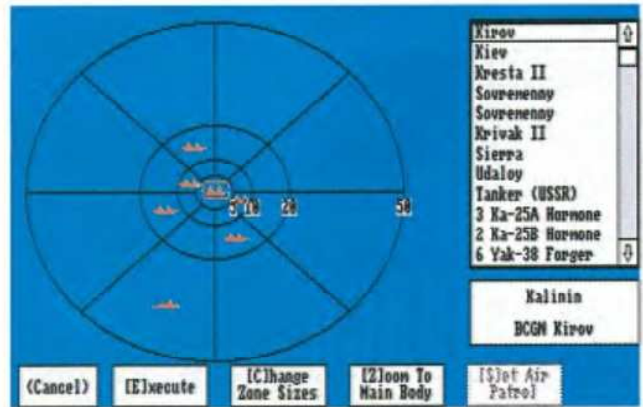 Kirov
Kiev
Kresta II
Sovremenny
Sovremenny
Krivak II
Sierra
Udaloy
Tanker (USSR)
3 Ka-25A Hormone
2 Ka-25B Hormone
6 Yak-38 Forger
5 10 20 50
Kalinin
BCGN Kirov
(Cancel)
[E]xecute
[C]hange
Zone Sizes
[Z]oom To
Main Body
[S]et Air
Patrol